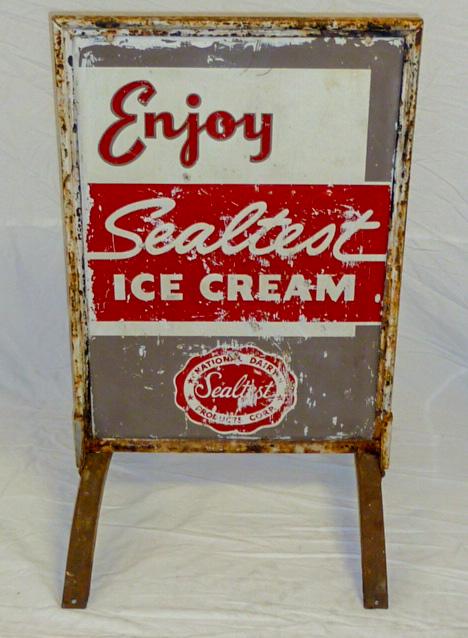 Enjoy
Sealtest
ICE CREAM
NATIONAL DAIRY
Sealtest
PRODUCTS CORP.